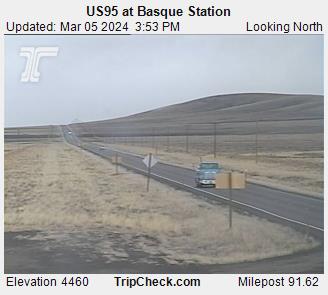 US95 at Basque Station
Updated: Mar 05 2024 3:53 PM Looking North
Elevation 4460 TripCheck.com Milepost 91.62